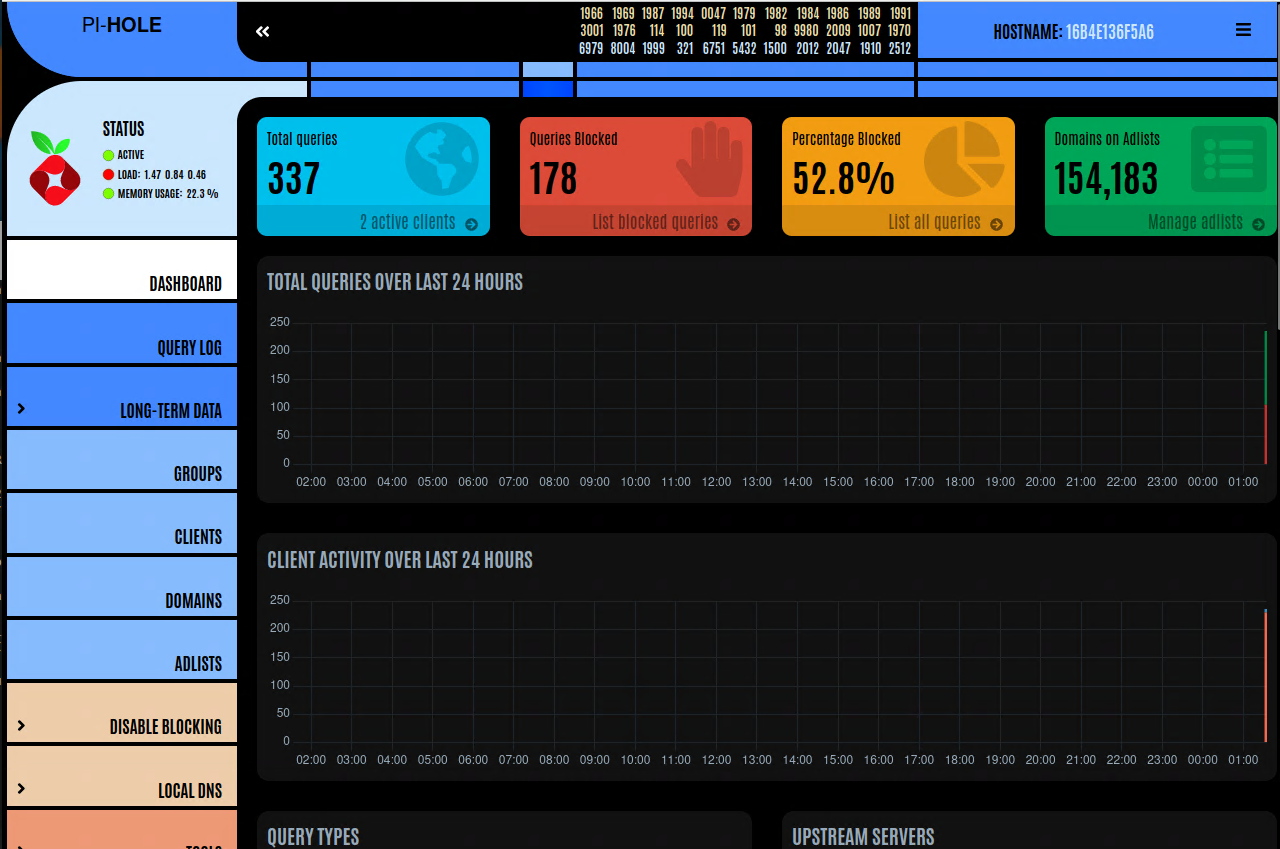 PI-HOLE
1966 1969 1987 1994 0047 1979 1982 1984 1986 1989 1991
3001 1976 114 100 119 101 98 9980 2009 1007 1970
6979 8004 1999 321 6751 5432 1500 2012 2047 1910 2512
HOSTNAME: 16B4E136F5A6
STATUS
ACTIVE
LOAD: 1.47 0.84 0.46
MEMORY USAGE: 22.3 %
DASHBOARD
QUERY LOG
LONG-TERM DATA
GROUPS
CLIENTS
DOMAINS
ADLISTS
DISABLE BLOCKING
LOCAL DNS
TOOLS
Total queries
337
2 active clients
Queries Blocked
178
List blocked queries
Percentage Blocked
52.8%
List all queries
Domains on Adlists
154,183
Manage adlists
TOTAL QUERIES OVER LAST 24 HOURS
250
200
150
100
50
0
02:00 03:00 04:00 05:00 06:00 07:00 08:00 09:00 10:00 11:00 12:00 13:00 14:00 15:00 16:00 17:00 18:00 19:00 20:00 21:00 22:00 23:00 00:00 01:00
CLIENT ACTIVITY OVER LAST 24 HOURS
250
200
150
100
50
0
02:00 03:00 04:00 05:00 06:00 07:00 08:00 09:00 10:00 11:00 12:00 13:00 14:00 15:00 16:00 17:00 18:00 19:00 20:00 21:00 22:00 23:00 00:00 01:00
QUERY TYPES
UPSTREAM SERVERS